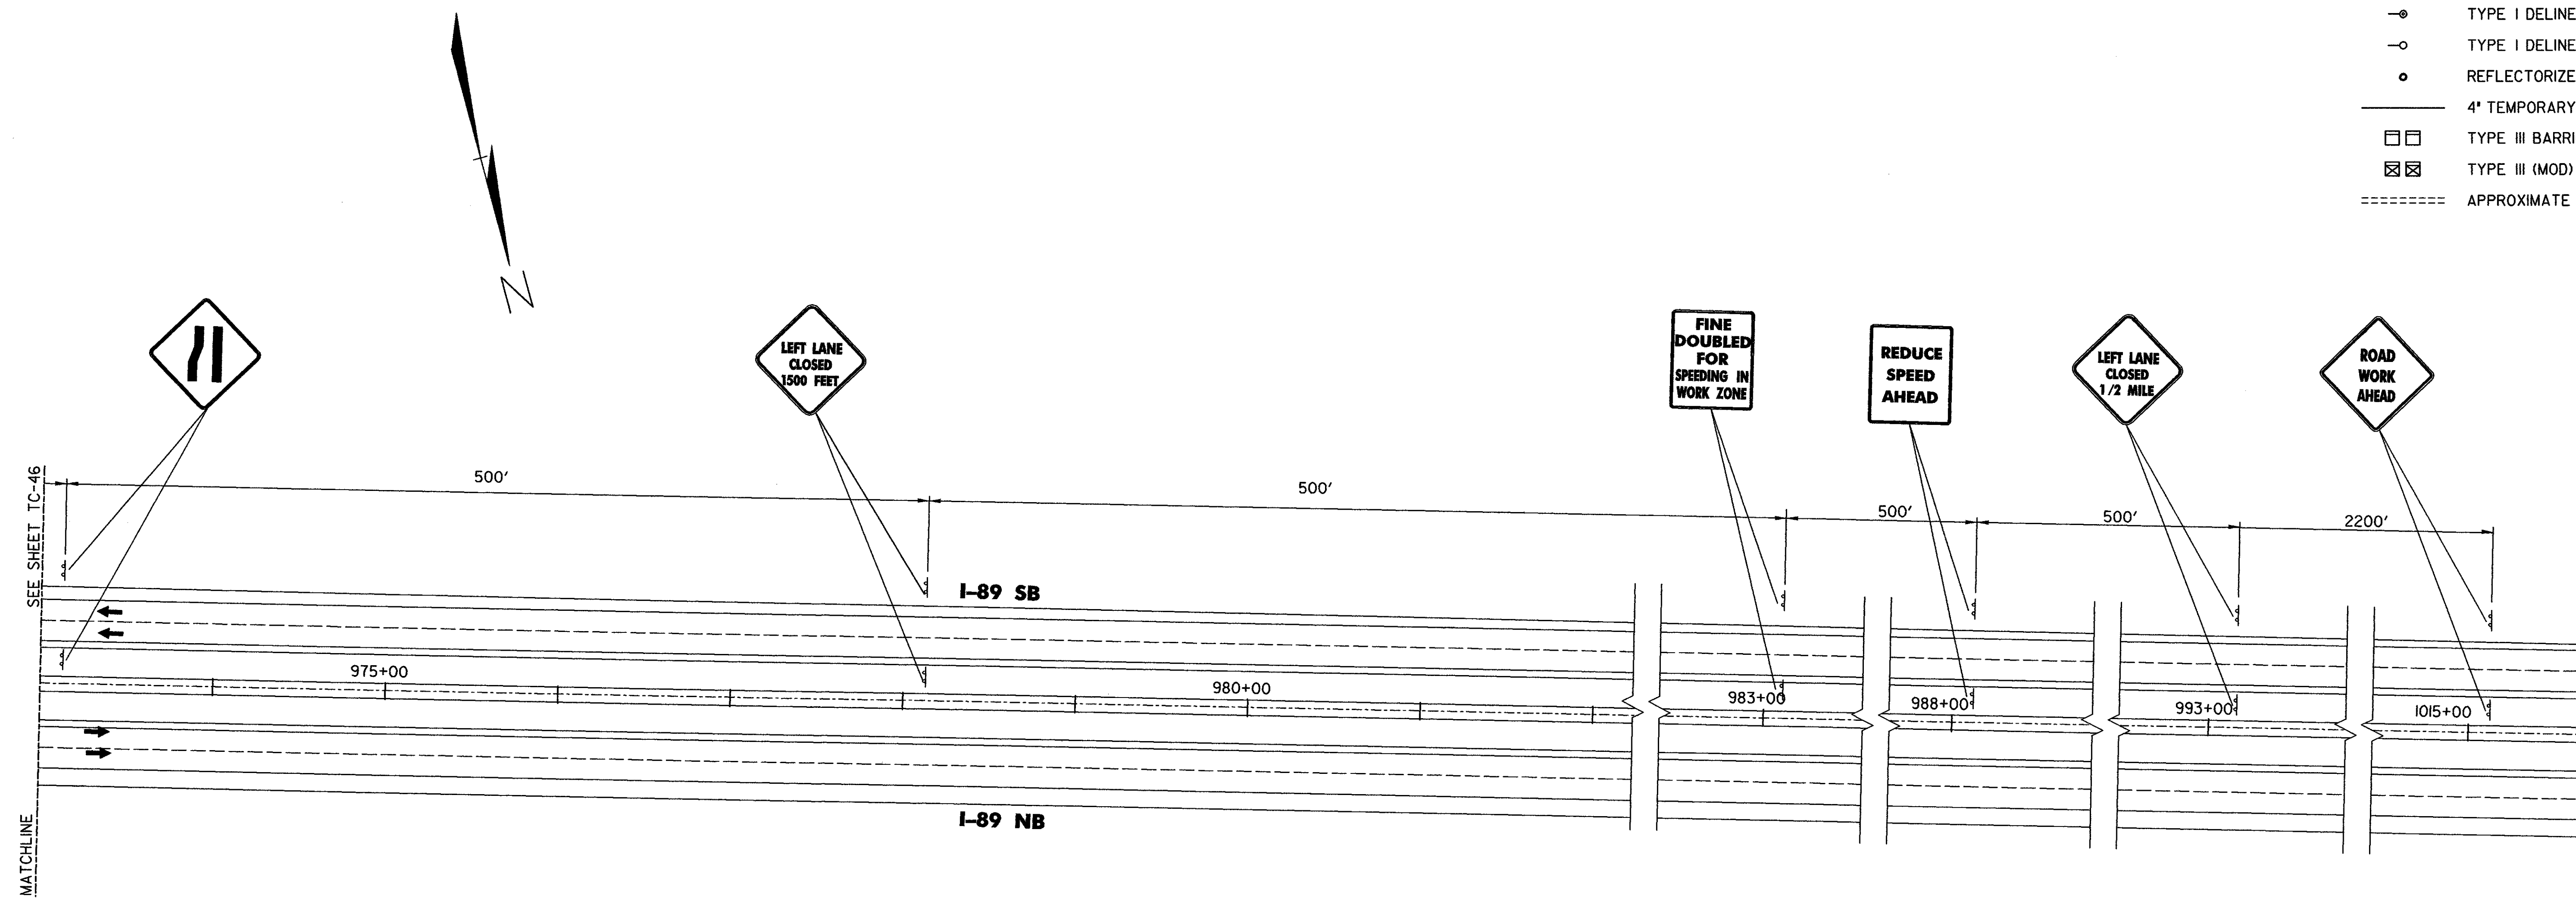 TYPE I DELINE
TYPE I DELINE
REFLECTORIZE
4" TEMPORARY
TYPE III BARRI
TYPE III (MOD)
APPROXIMATE
N
LEFT LANE
CLOSED
1500 FEET
FINE
DOUBLED
FOR
SPEEDING IN
WORK ZONE
REDUCE
SPEED
AHEAD
LEFT LANE
CLOSED
1/2 MILE
ROAD
WORK
AHEAD
500'
500'
500'
500'
2200'
SEE SHEET TC-46
MATCHLINE
I-89 SB
975+00
980+00
983+00
988+00
993+00
1015+00
I-89 NB